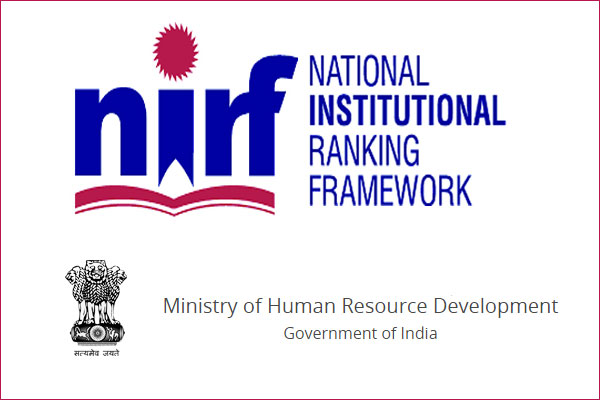 nirf
NATIONAL
INSTITUTIONAL
RANKING
FRAMEWORK
Ministry of Human Resource Development
Government of India
सत्यमेव जयते